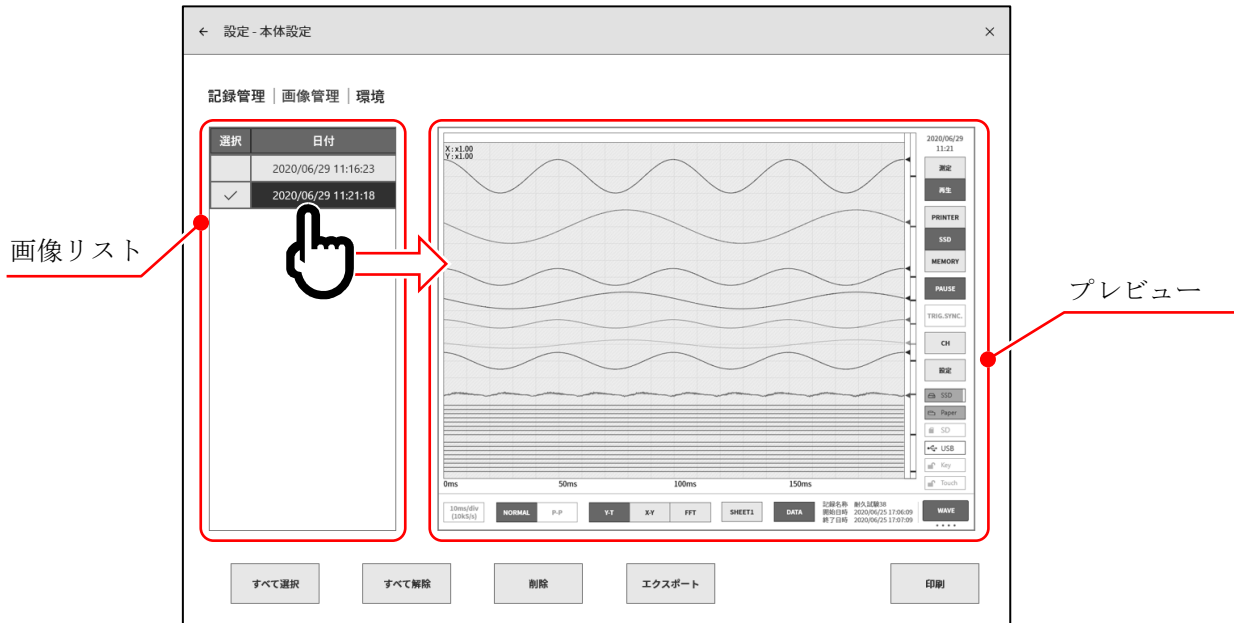 ← 設定 - 本体設定 ×
記録管理 | 画像管理 | 環境
選択 日付
2020/06/29 11:16:23
✓ 2020/06/29 11:21:18
画像リスト
X: x1.00
Y: x1.00
0ms 50ms 100ms 150ms
2020/06/29
11:21
測定
再生
PRINTER
SSD
MEMORY
PAUSE
TRIG.SYNC.
CH
設定
SSD
Paper
SD
USB
Key
Touch
プレビュー
10ms/div
(10kS/s)
NORMAL P-P Y-T X-Y FFT SHEET1 DATA
記録名称 耐久試験38
開始日時 2020/06/25 17:06:09
終了日時 2020/06/25 17:07:09
WAVE
すべて選択 すべて解除 削除 エクスポート 印刷